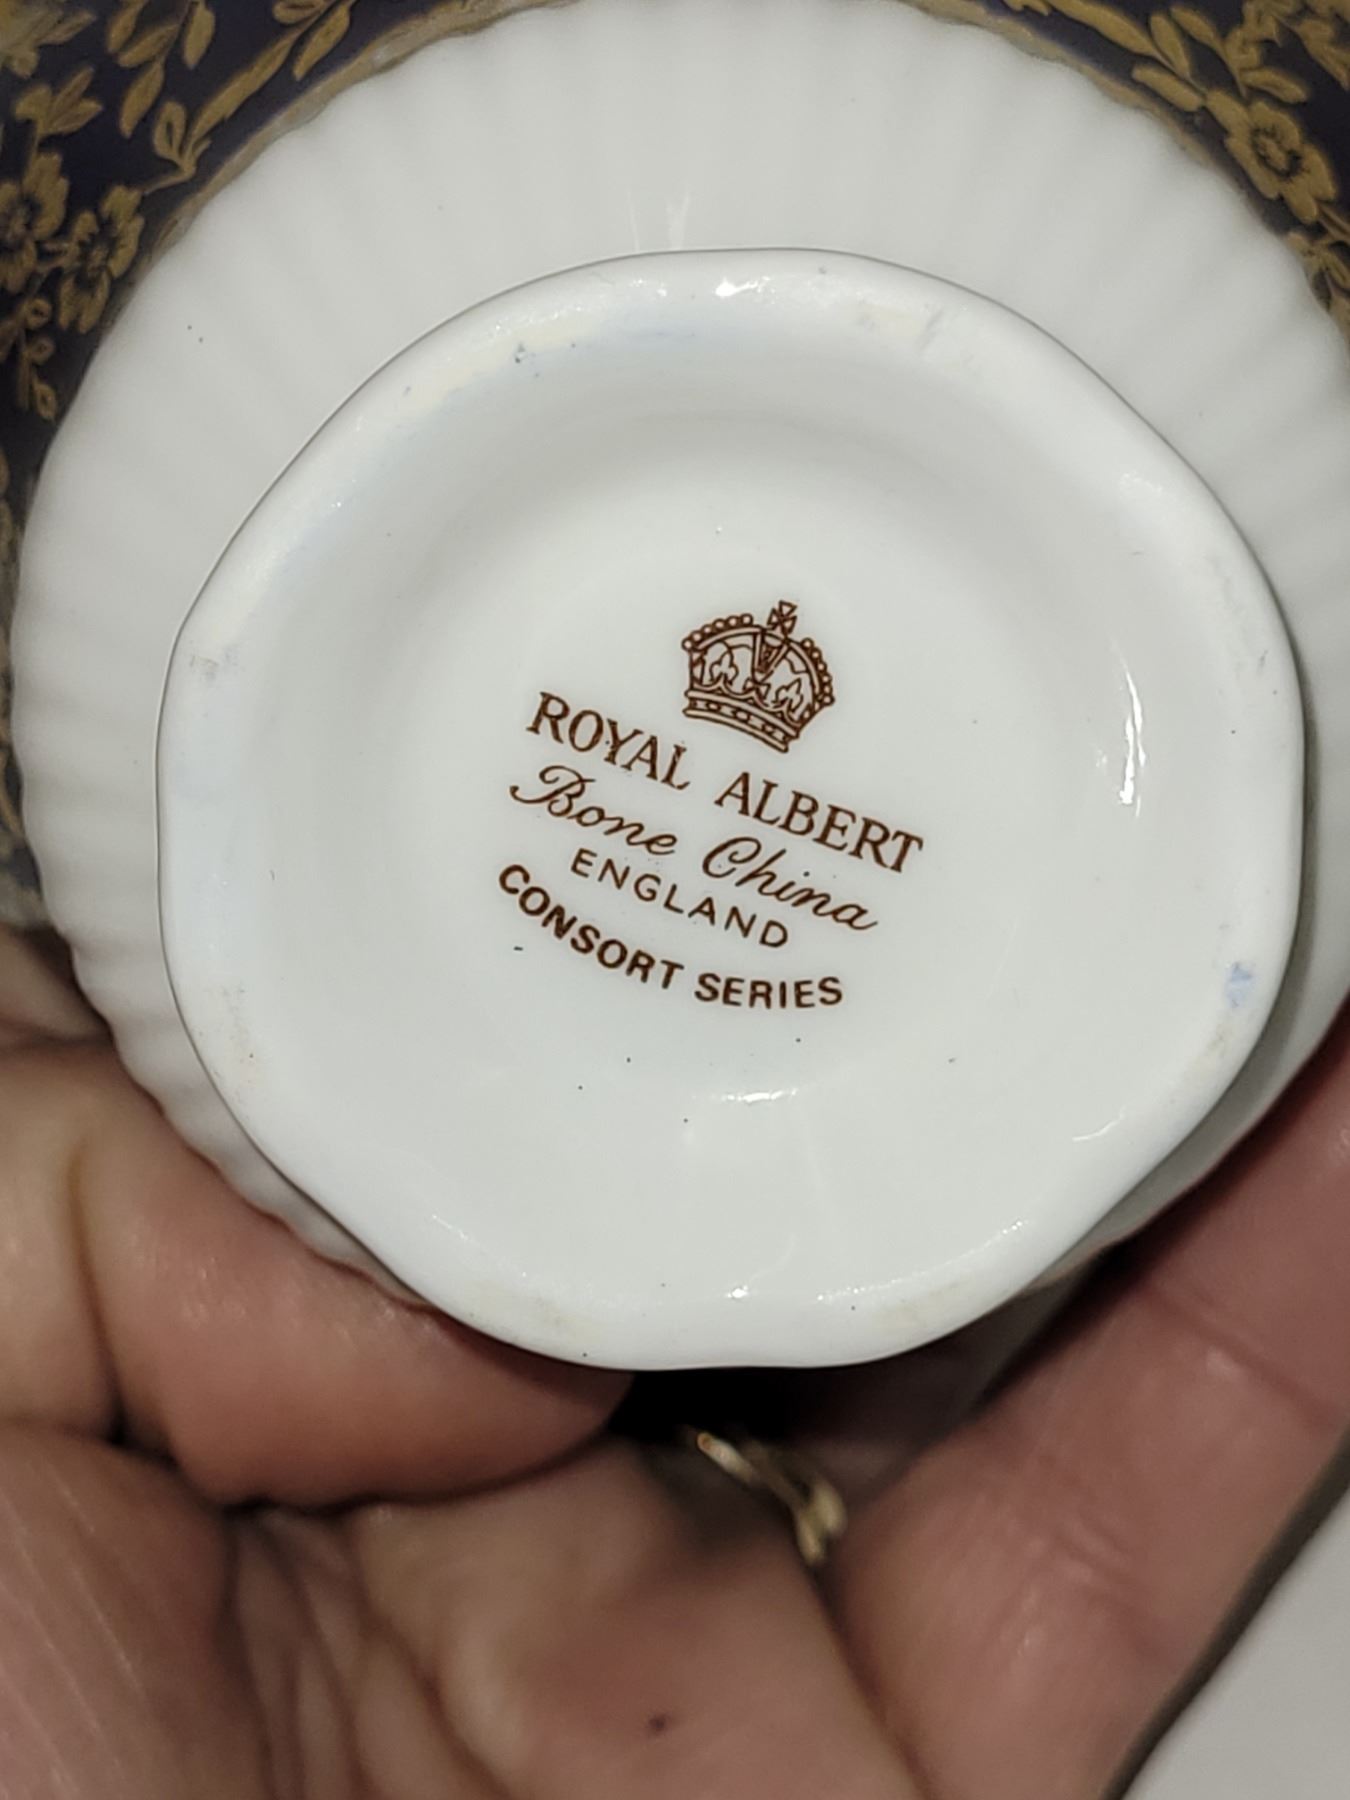 ROYAL ALBERT
Bone China
ENGLAND
CONSORT SERIES